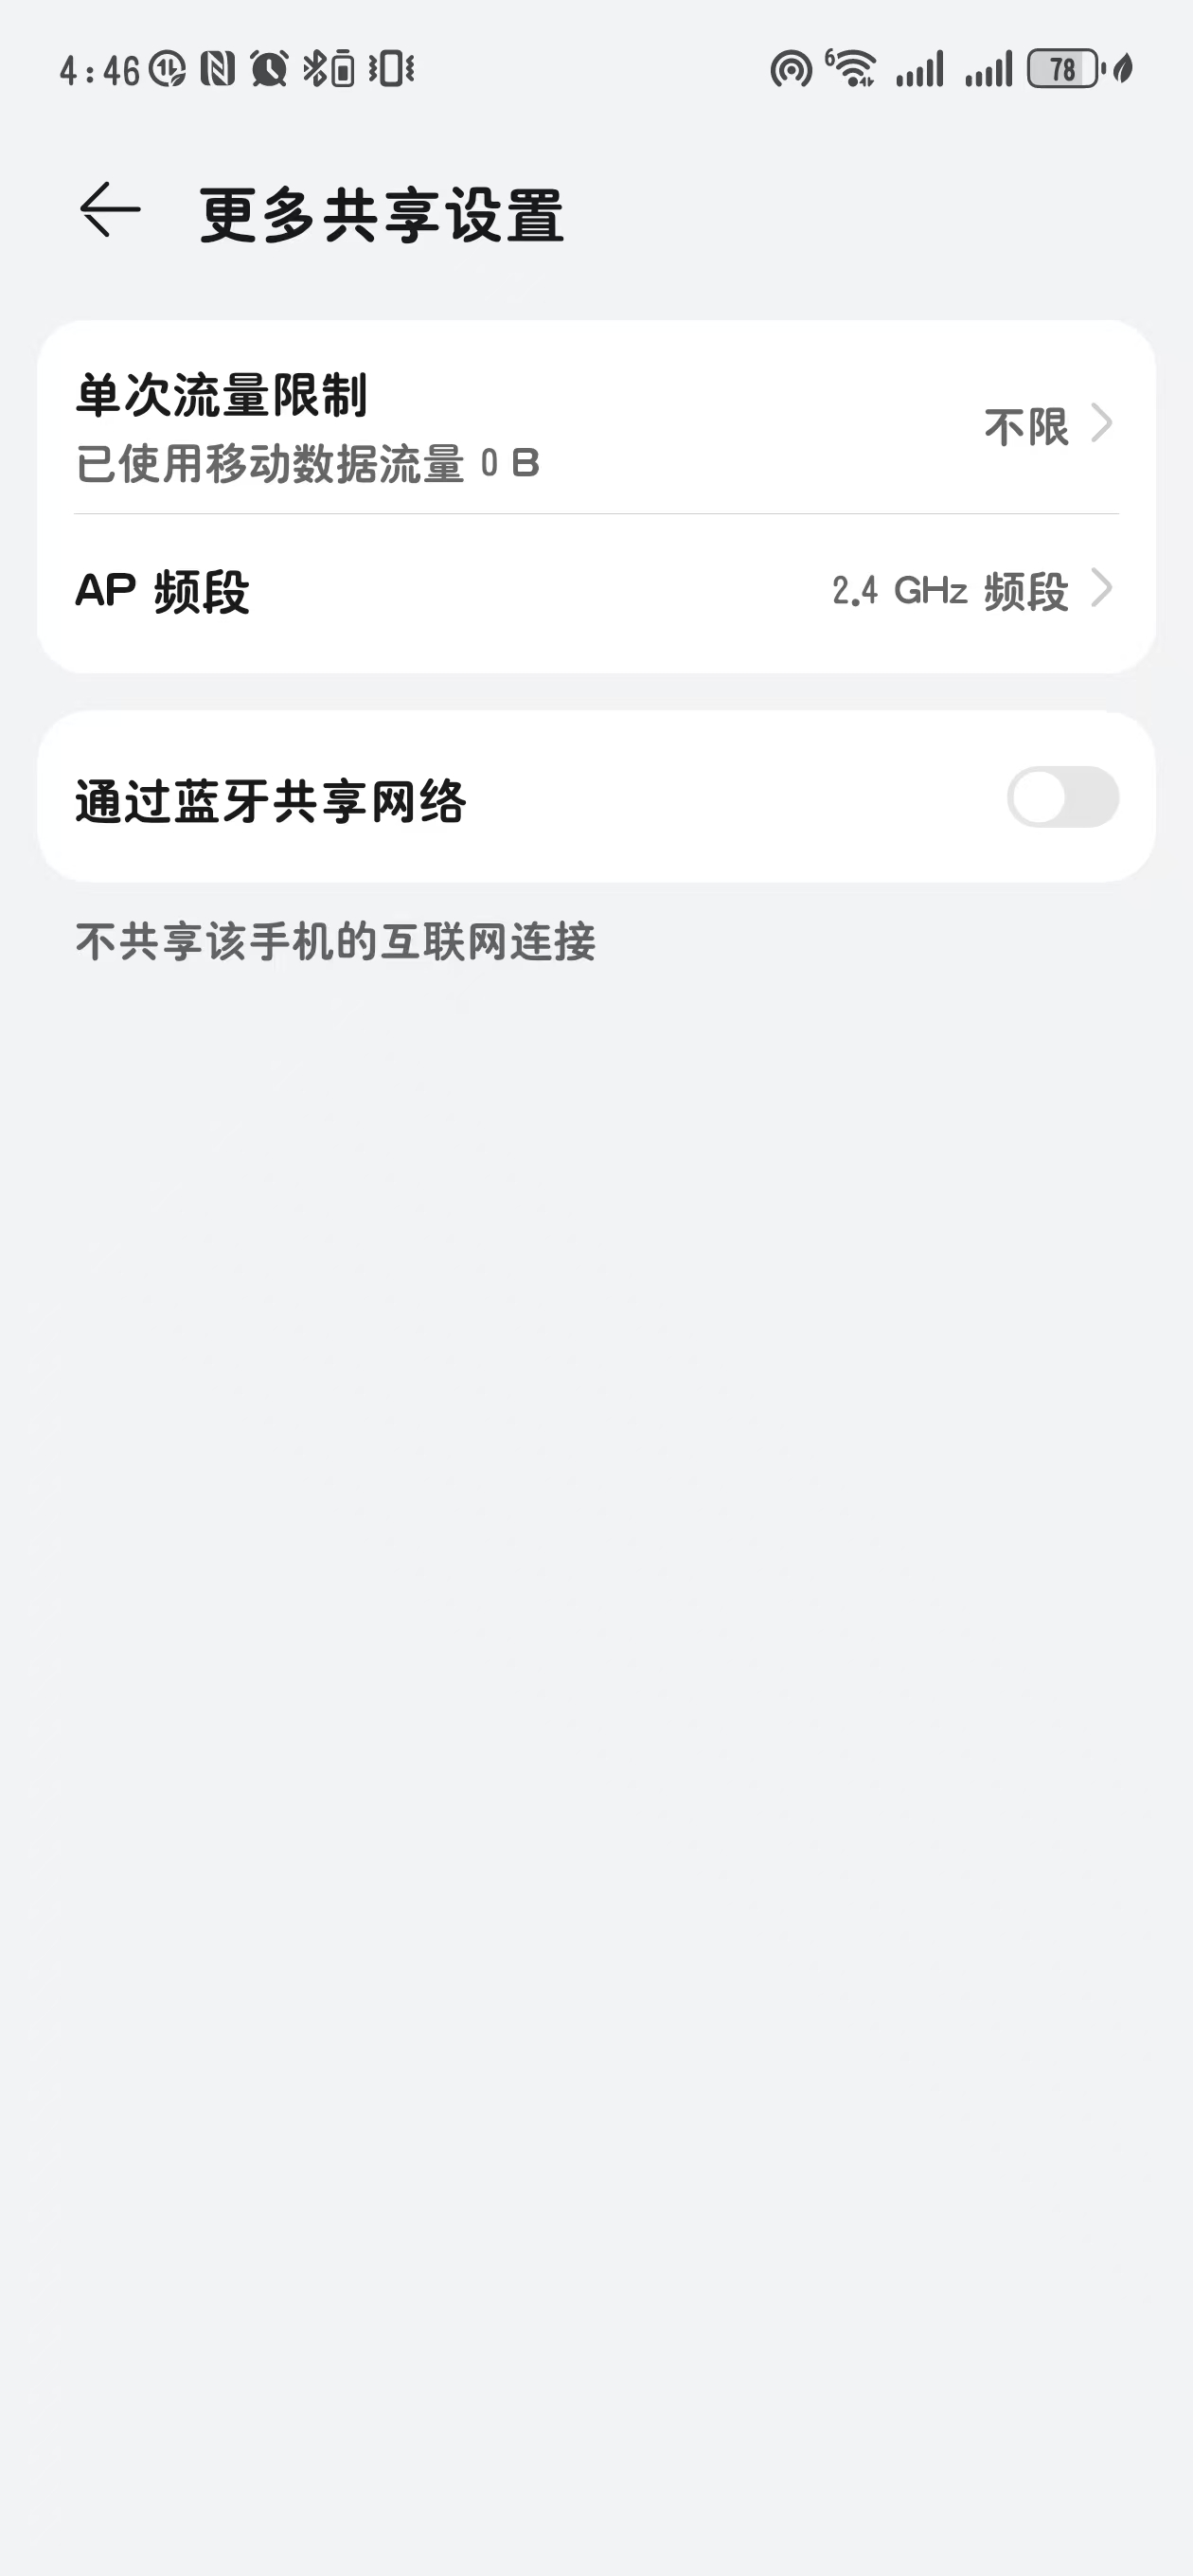 4:46
6
78
更多共享设置
单次流量限制
已使用移动数据流量 0 B
不限
AP 频段
2.4 GHz 频段
通过蓝牙共享网络
不共享该手机的互联网连接